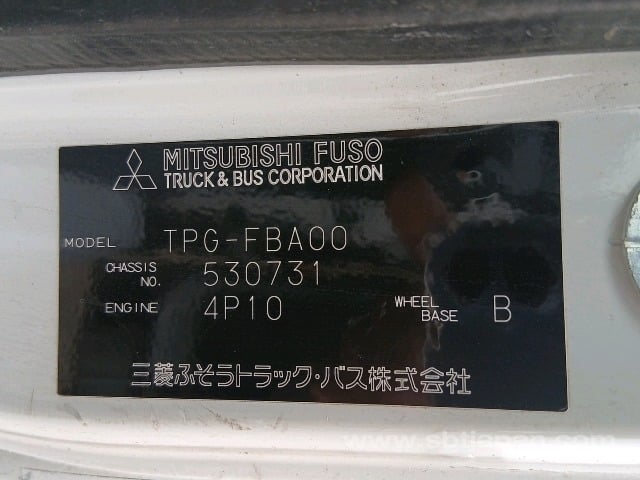 MITSUBISHI FUSO
TRUCK & BUS CORPORATION
MODEL TPG-FBA00
CHASSIS NO. 530731
ENGINE 4P10 WHEEL BASE B
三菱ふそうトラック・バス株式会社
www.sbtjapan.com